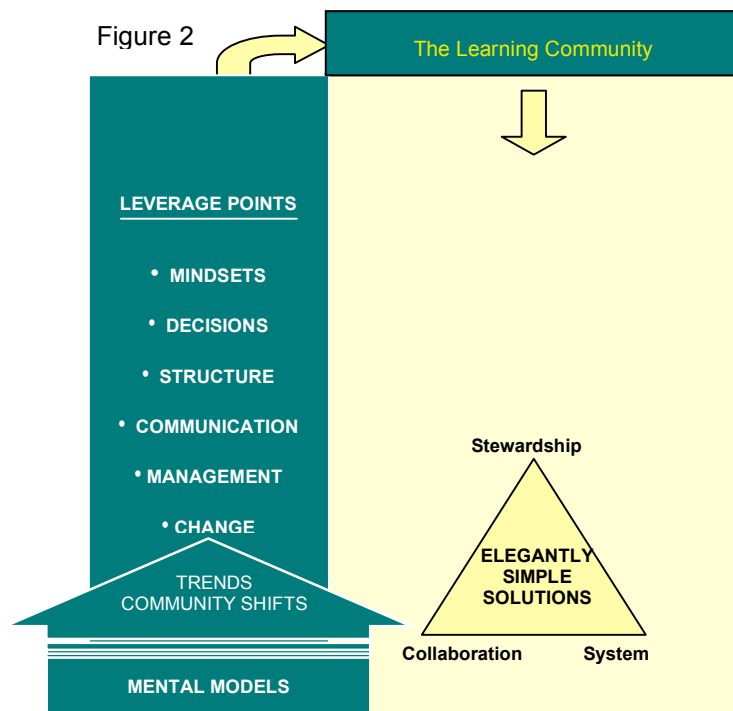 Figure 2
The Learning Community
LEVERAGE POINTS
• MINDSETS
• DECISIONS
• STRUCTURE
• COMMUNICATION
• MANAGEMENT
• CHANGE
TRENDS
COMMUNITY SHIFTS
MENTAL MODELS
Stewardship
ELEGANTLY
SIMPLE
SOLUTIONS
Collaboration System